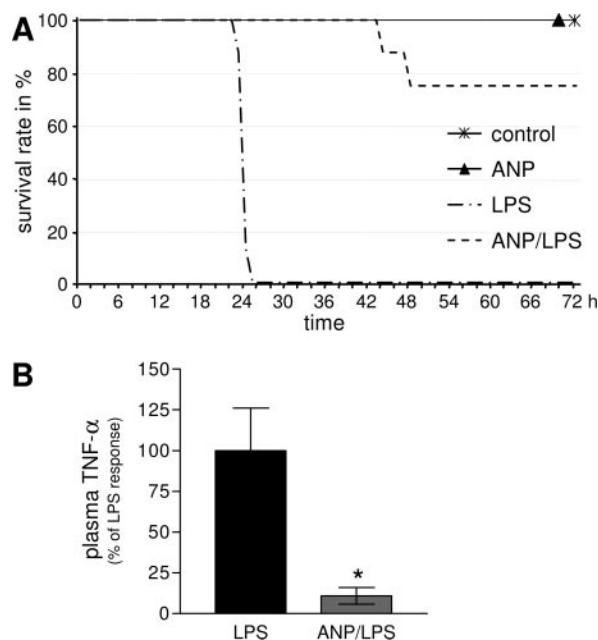 A
survival rate in %
100
80
60
40
20
0
control
ANP
LPS
ANP/LPS
0 6 12 18 24 30 36 42 48 54 60 66 72 h
time
B
plasma TNF-α
(% of LPS response)
150
125
100
75
50
25
0
*
LPS ANP/LPS